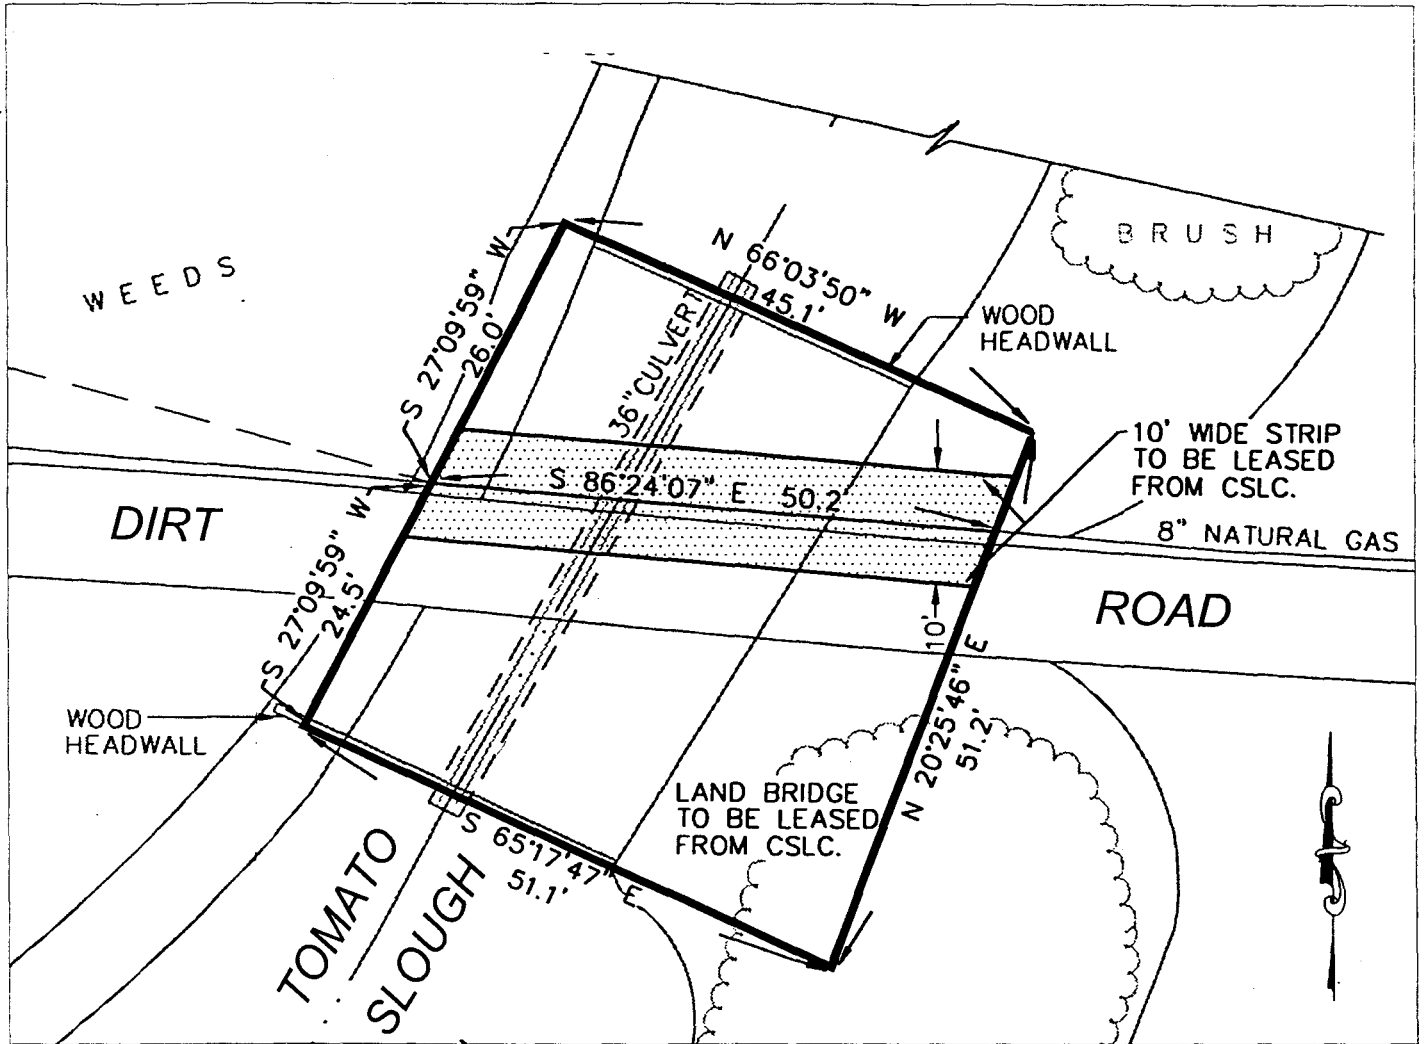 BRUSH
WEEDS
N 66°03'50" W
45.1'
S 27°09'59" W
26.0'
WOOD
HEADWALL
36" CULVERT
10' WIDE STRIP
TO BE LEASED
FROM CSLC.
S 86°24'07" E 50.2'
8" NATURAL GAS
DIRT
ROAD
S 27°09'59" W
24.5'
10'
N 20°25'46" E
51.2'
WOOD
HEADWALL
LAND BRIDGE
TO BE LEASED
FROM CSLC.
S 65°17'47" E
51.1'
TOMATO
SLOUGH